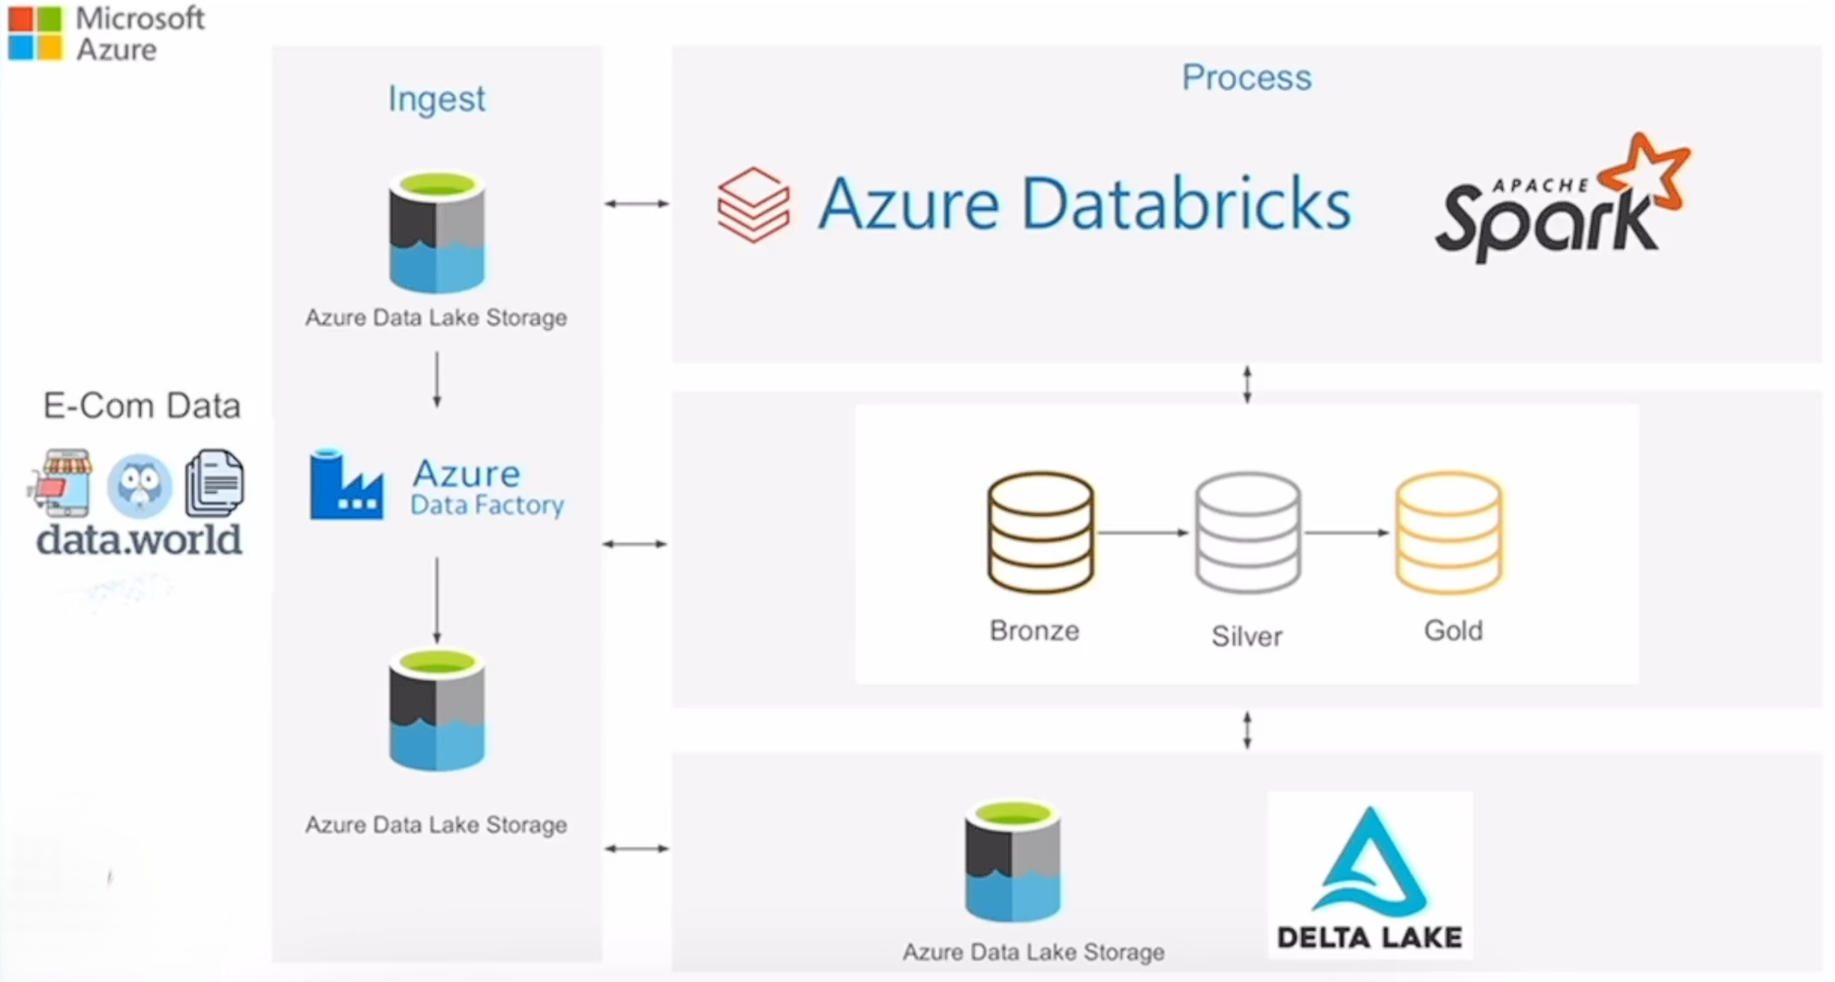 Microsoft
Azure
Ingest
Azure Data Lake Storage
Azure
Data Factory
Azure Data Lake Storage
E-Com Data
data.world
Process
Azure Databricks
APACHE
Spark
Bronze
Silver
Gold
Azure Data Lake Storage
DELTA LAKE